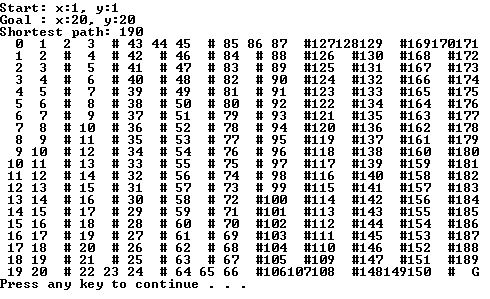 Start: x:1, y:1
Goal : x:20, y:20
Shortest path: 190
  0  1  2  3  # 43 44 45  # 85 86 87  #127128129  #169170171
  1  2  #  4  # 42  # 46  # 84  # 88  #126  #130  #168  #172
  2  3  #  5  # 41  # 47  # 83  # 89  #125  #131  #167  #173
  3  4  #  6  # 40  # 48  # 82  # 90  #124  #132  #166  #174
  4  5  #  7  # 39  # 49  # 81  # 91  #123  #133  #165  #175
  5  6  #  8  # 38  # 50  # 80  # 92  #122  #134  #164  #176
  6  7  #  9  # 37  # 51  # 79  # 93  #121  #135  #163  #177
  7  8  # 10  # 36  # 52  # 78  # 94  #120  #136  #162  #178
  8  9  # 11  # 35  # 53  # 77  # 95  #119  #137  #161  #179
  9 10  # 12  # 34  # 54  # 76  # 96  #118  #138  #160  #180
 10 11  # 13  # 33  # 55  # 75  # 97  #117  #139  #159  #181
 11 12  # 14  # 32  # 56  # 74  # 98  #116  #140  #158  #182
 12 13  # 15  # 31  # 57  # 73  # 99  #115  #141  #157  #183
 13 14  # 16  # 30  # 58  # 72  #100  #114  #142  #156  #184
 14 15  # 17  # 29  # 59  # 71  #101  #113  #143  #155  #185
 15 16  # 18  # 28  # 60  # 70  #102  #112  #144  #154  #186
 16 17  # 19  # 27  # 61  # 69  #103  #111  #145  #153  #187
 17 18  # 20  # 26  # 62  # 68  #104  #110  #146  #152  #188
 18 19  # 21  # 25  # 63  # 67  #105  #109  #147  #151  #189
 19 20  # 22 23 24  # 64 65 66  #106107108  #148149150  #  G
Press any key to continue . . .